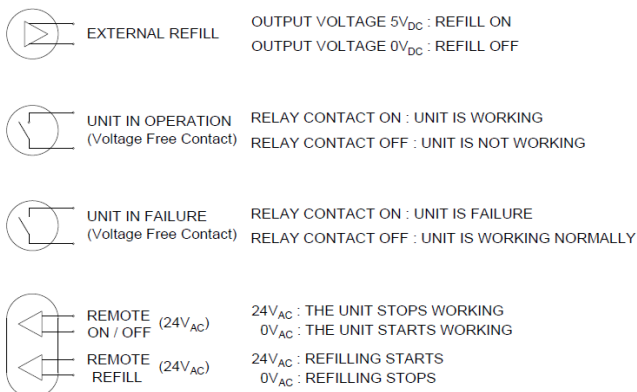 EXTERNAL REFILL
OUTPUT VOLTAGE 5VDC : REFILL ON
OUTPUT VOLTAGE 0VDC : REFILL OFF
UNIT IN OPERATION
(Voltage Free Contact)
RELAY CONTACT ON : UNIT IS WORKING
RELAY CONTACT OFF : UNIT IS NOT WORKING
UNIT IN FAILURE
(Voltage Free Contact)
RELAY CONTACT ON : UNIT IS FAILURE
RELAY CONTACT OFF : UNIT IS WORKING NORMALLY
REMOTE
ON / OFF
(24VAC)
24VAC : THE UNIT STOPS WORKING
0VAC : THE UNIT STARTS WORKING
REMOTE
REFILL
(24VAC)
24VAC : REFILLING STARTS
0VAC : REFILLING STOPS